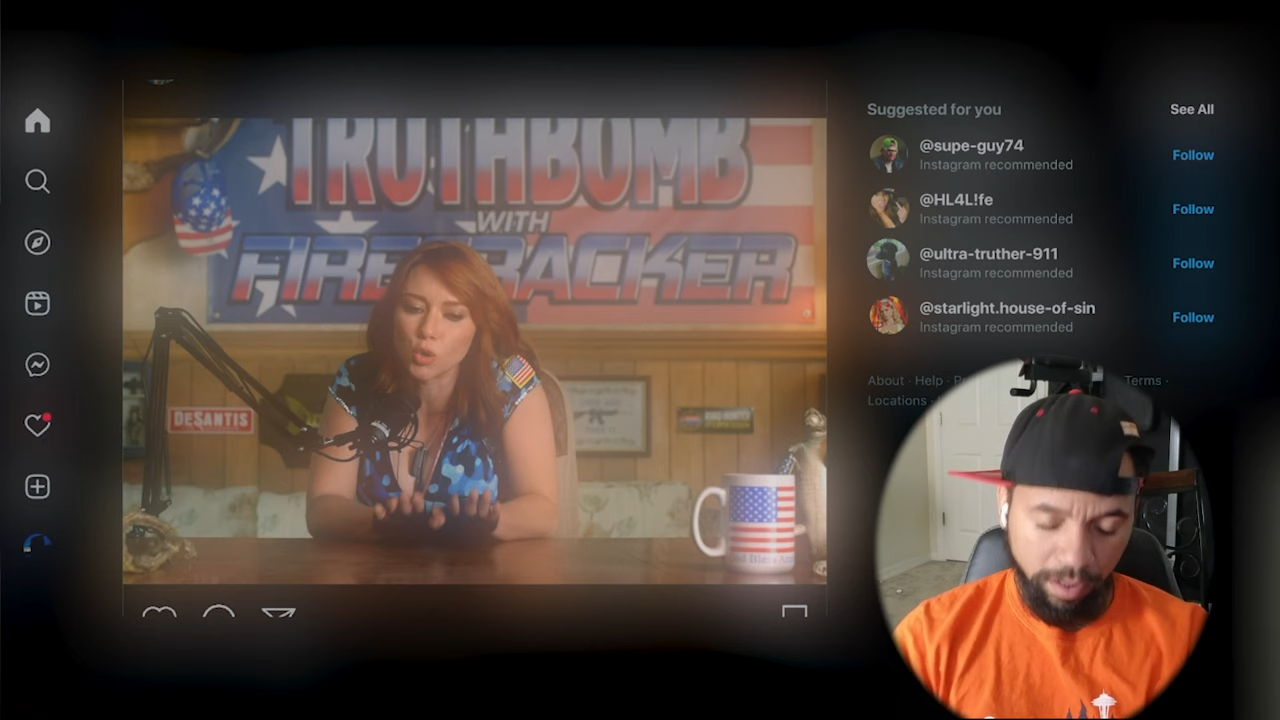 TRUTHBOMB
WITH
FIRECRACKER
DESANTIS
Suggested for you
See All
@supe-guy74
Instagram recommended
Follow
@HL4L!fe
Instagram recommended
Follow
@ultra-truther-911
Instagram recommended
Follow
@starlight.house-of-sin
Instagram recommended
Follow
About · Help ·
Terms ·
Locations ·